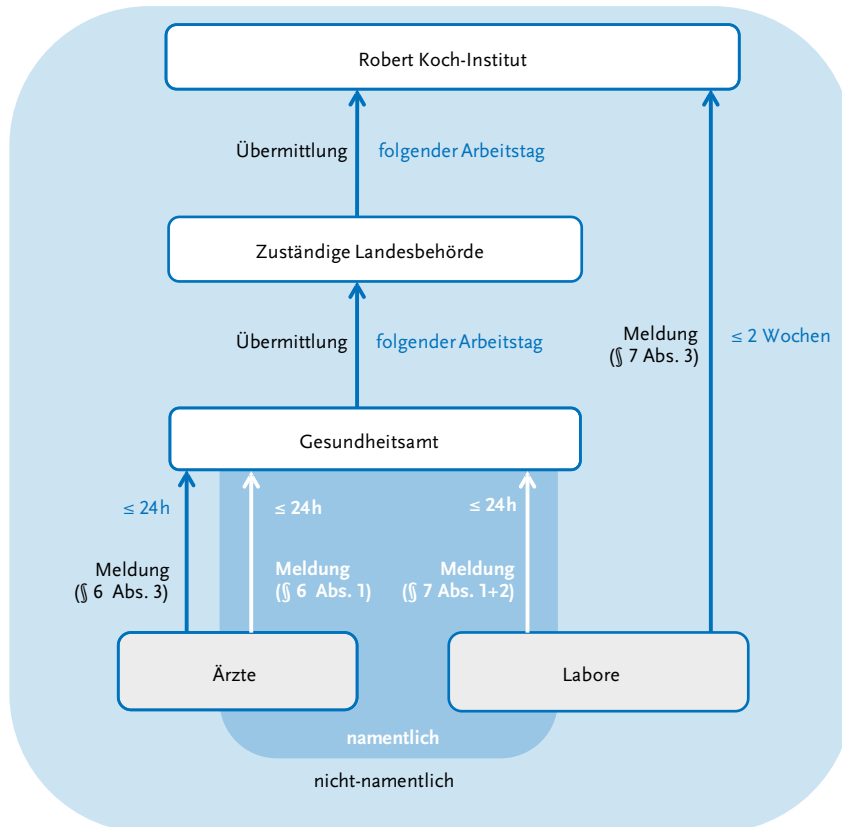 Robert Koch-Institut
Übermittlung
folgender Arbeitstag
Zuständige Landesbehörde
Übermittlung
folgender Arbeitstag
Meldung
(§ 7 Abs. 3)
≤ 2 Wochen
Gesundheitsamt
≤ 24h
≤ 24h
≤ 24h
Meldung
(§ 6 Abs. 3)
Meldung
(§ 6 Abs. 1)
Meldung
(§ 7 Abs. 1+2)
Ärzte
Labore
namentlich
nicht-namentlich